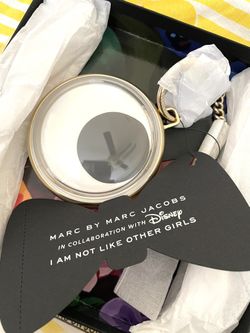 MARC BY MARC JACOBS
IN COLLABORATION WITH Disney
I AM NOT LIKE OTHER GIRLS